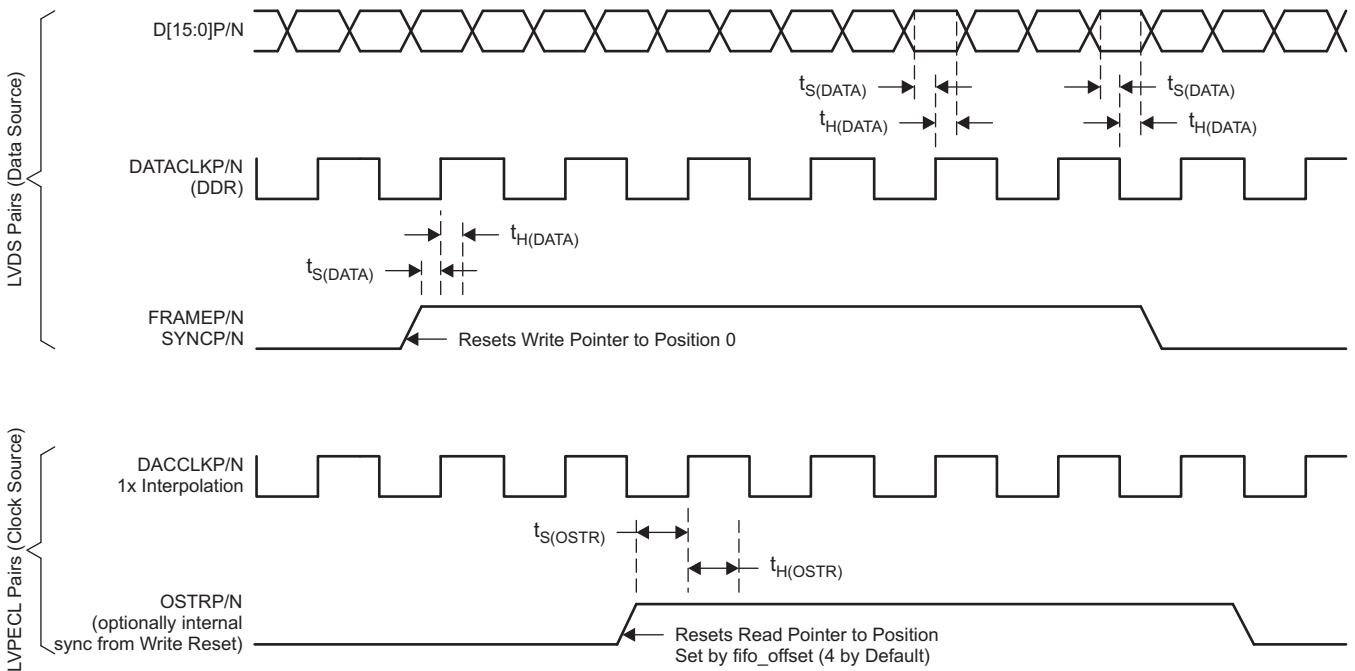 LVDS Pairs (Data Source)
D[15:0]P/N
tS(DATA)
tS(DATA)
tH(DATA)
tH(DATA)
DATACLKP/N
(DDR)
tH(DATA)
tS(DATA)
FRAMEP/N
SYNCP/N
Resets Write Pointer to Position 0
LVPECL Pairs (Clock Source)
DACCLKP/N
1x Interpolation
tS(OSTR)
tH(OSTR)
OSTRP/N
(optionally internal
sync from Write Reset)
Resets Read Pointer to Position
Set by fifo_offset (4 by Default)